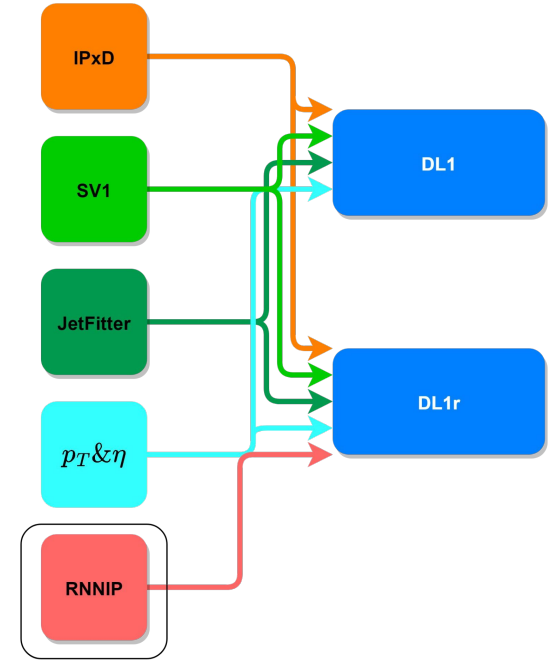 IPxD
SV1
DL1
JetFitter
DL1r
p_T&η
RNNIP